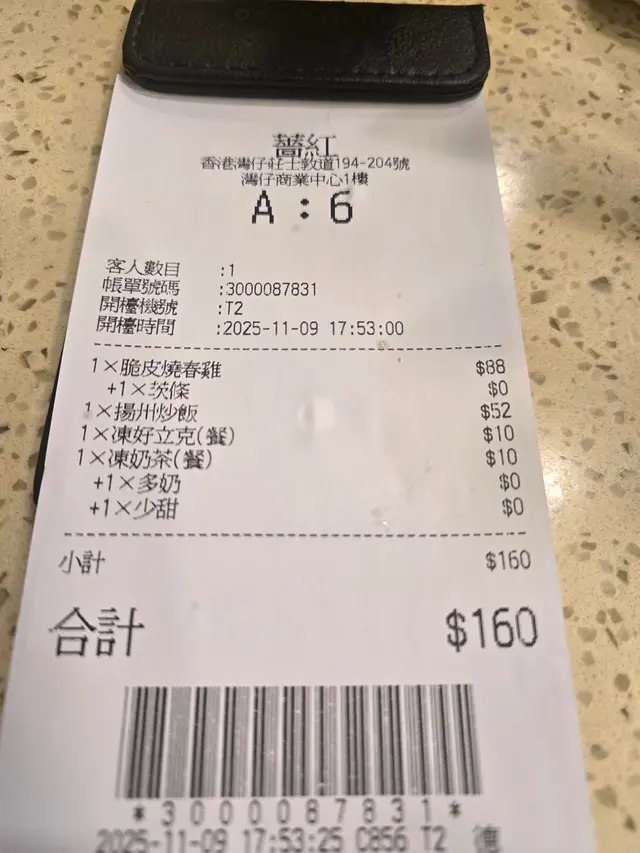 薔紅
香港灣仔莊士敦道194-204號
灣仔商業中心1樓
A : 6
客人數目 :1
帳單號碼 :3000087831
開檯機號 :T2
開檯時間 :2025-11-09 17:53:00
1×脆皮燒春雞 $88
+1×茨條 $0
1×揚州炒飯 $52
1×凍好立克(餐) $10
1×凍奶茶(餐) $10
+1×多奶 $0
+1×少甜 $0
小計 $160
合計 $160
*3000087831*
2025-11-09 17:53:25 C856 T2 德